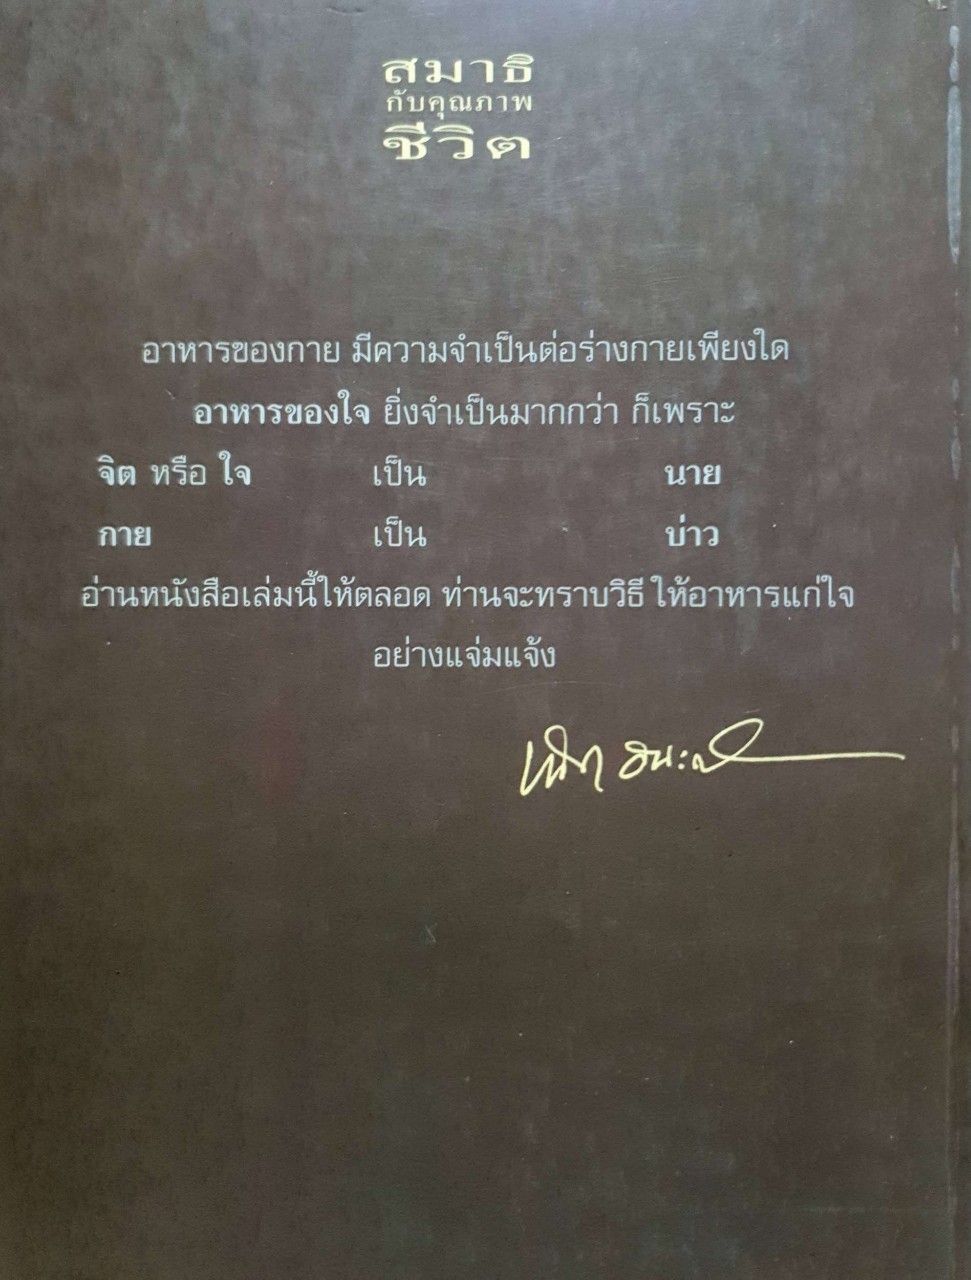 สมาธิ
กับคุณภาพ
ชีวิต
อาหารของกาย มีความจำเป็นต่อร่างกายเพียงใด
อาหารของใจ ยิ่งจำเป็นมากกว่า ก็เพราะ
จิต หรือ ใจ เป็น นาย
กาย เป็น บ่าว
อ่านหนังสือเล่มนี้ให้ตลอด ท่านจะทราบวิธี ให้อาหารแก่ใจ
อย่างแจ่มแจ้ง